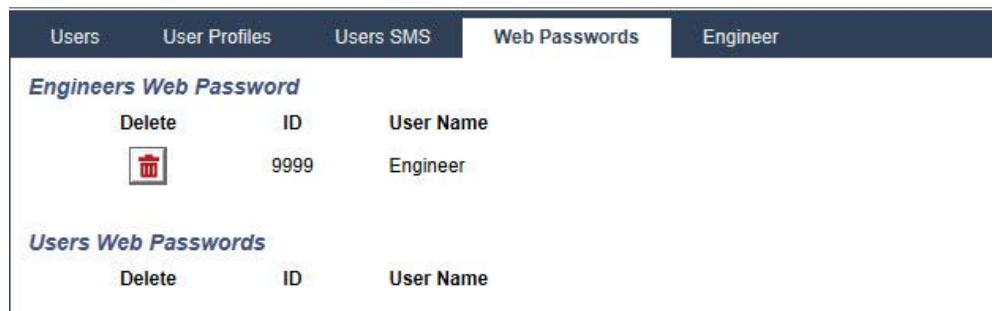 Users User Profiles Users SMS Web Passwords Engineer
Engineers Web Password
Delete ID User Name
9999 Engineer
Users Web Passwords
Delete ID User Name